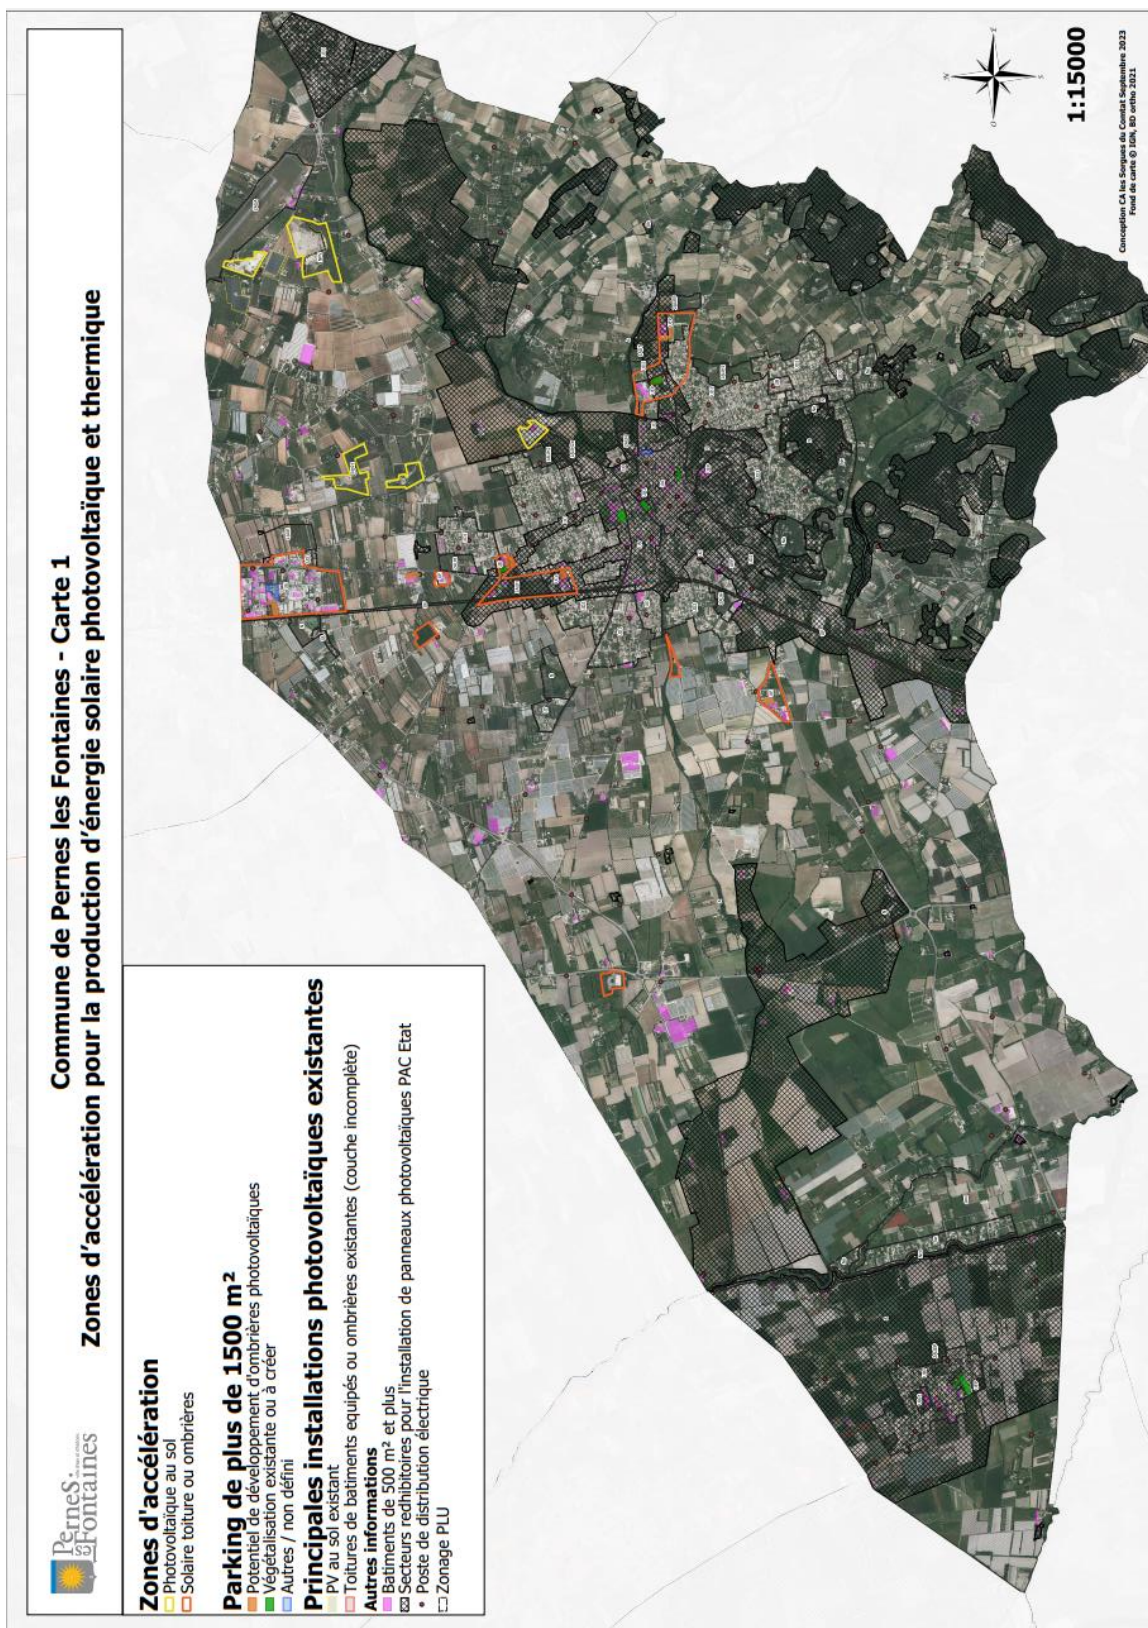 Commune de Pernes les Fontaines - Carte 1
Zones d'accélération pour la production d'énergie solaire photovoltaïque et thermique
PerneS
LES Fontaines
Zones d'accélération
Photovoltaïque au sol
Solaire toiture ou ombrières
Parking de plus de 1500 m²
Potentiel de développement d'ombrières photovoltaïques
Végétalisation existante ou à créer
Autres / non défini
Principales installations photovoltaïques existantes
PV au sol existant
Toitures de batiments equipés ou ombrières existantes (couche incomplète)
Autres informations
Batiments de 500 m² et plus
Secteurs redhibitoires pour l'installation de panneaux photovoltaïques PAC Etat
Poste de distribution électrique
Zonage PLU
N
E
S
O
1:15000
Conception CA les Sorgues du Comtat Septembre 2023
Fond de carte © IGN, BD ortho 2021